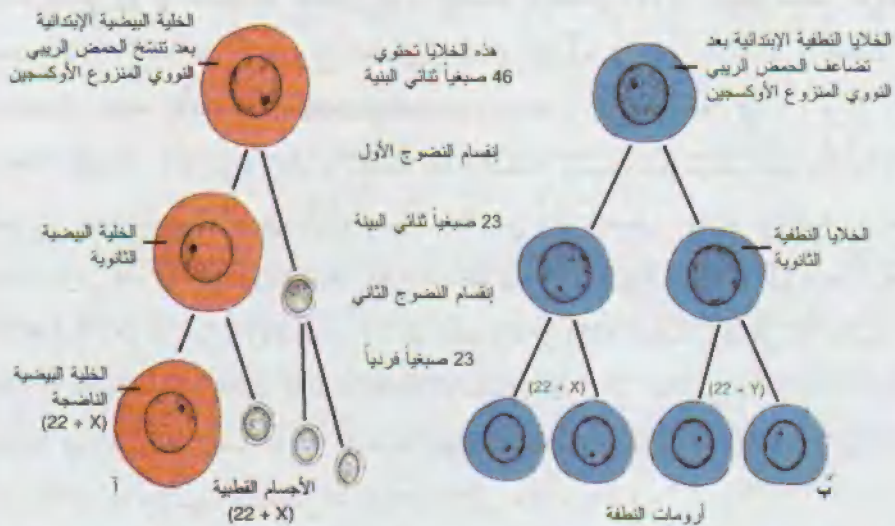 الخلايا النطفية الإبتدائية بعد
تضاعف الحمض الريبي
النووي المنزوع الأوكسجين
هذه الخلايا تحتوي
46 صبغياً ثنائي البنية
الخلية البيضية الإبتدائية
بعد تنسّخ الحمض الريبي
النووي المنزوع الأوكسجين
إنقسام النضوج الأول
الخلايا النطفية
الثانوية
23 صبغياً ثنائي البيئة
الخلية البيضية
الثانوية
إنقسام النضوج الثاني
23 صبغياً فردياً
(22 + Y)
(22 + X)
الخلية البيضية
الناضجة
(22 + X)
ب
أرومات النطفة
الأجسام القطبية
(22 + X)
آ